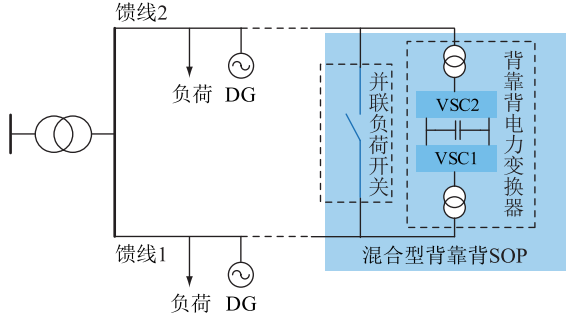 馈线2
负荷
DG
并联负荷开关
VSC2
VSC1
背靠背电力变换器
馈线1
混合型背靠背SOP
负荷
DG